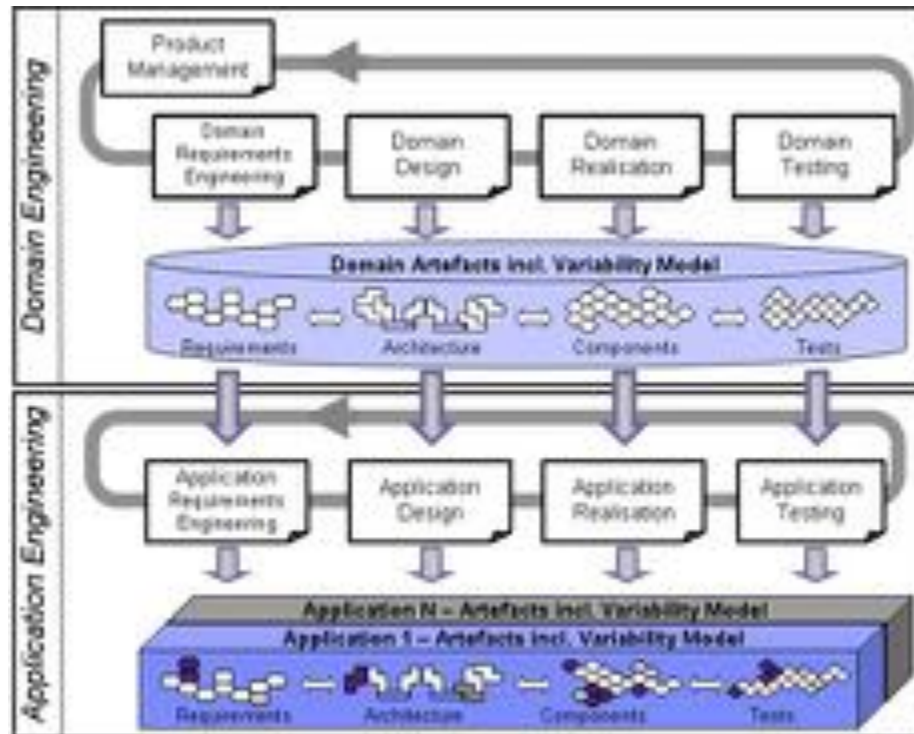 Domain Engineering
Product
Management
Domain
Requirements
Engineering
Domain
Design
Domain
Realisation
Domain
Testing
Domain Artefacts incl. Variability Model
Requirements
Architecture
Components
Tests
Application Engineering
Application
Requirements
Engineering
Application
Design
Application
Realisation
Application
Testing
Application N – Artefacts incl. Variability Model
Application 1 – Artefacts incl. Variability Model
Requirements
Architecture
Components
Tests